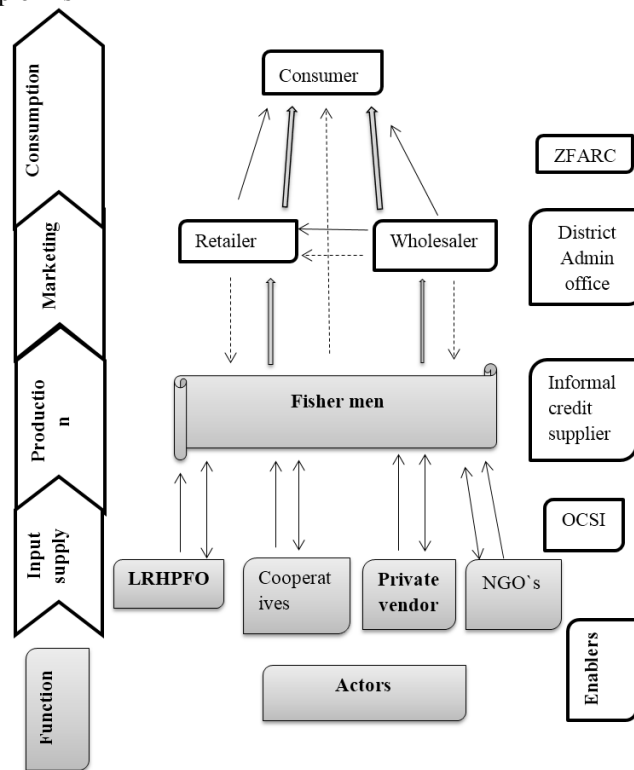 Consumption
Consumer
ZFARC
Marketing
Retailer
Wholesaler
District
Admin
office
Productio
n
Fisher men
Informal
credit
supplier
OCSI
Input
supply
LRHPFO
Cooperat
ives
Private
vendor
NGO`s
Enablers
Function
Actors